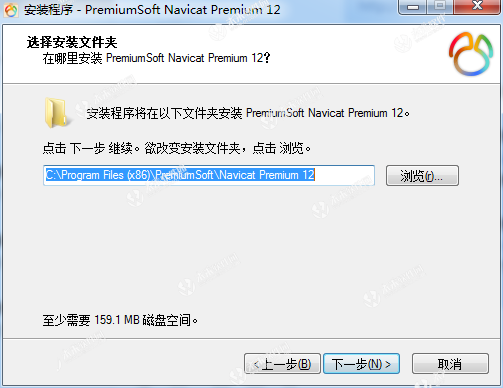 安装程序 - PremiumSoft Navicat Premium 12
选择安装文件夹
在哪里安装 PremiumSoft Navicat Premium 12?
安装程序将在以下文件夹安装 PremiumSoft Navicat Premium 12。
点击 下一步 继续。欲改变安装文件夹，点击 浏览。
C:\Program Files (x86)\PremiumSoft\Navicat Premium 12
浏览(r)...
至少需要 159.1 MB 磁盘空间。
< 上一步(B)
下一步(N) >
取消